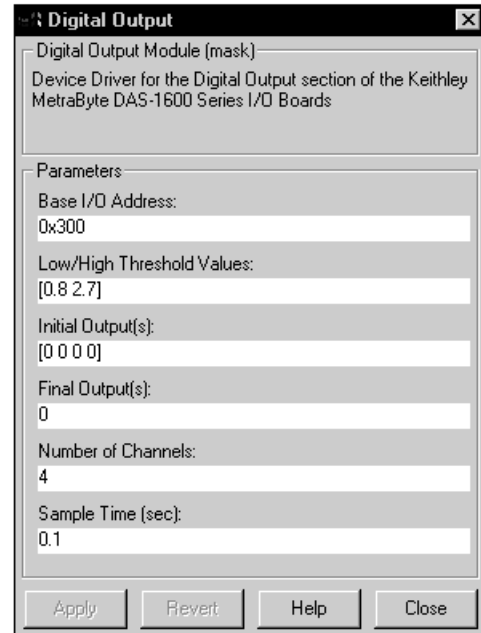 Digital Output
Digital Output Module (mask)
Device Driver for the Digital Output section of the Keithley
MetraByte DAS-1600 Series I/O Boards
Parameters
Base I/O Address:
0x300
Low/High Threshold Values:
[0.8 2.7]
Initial Output(s):
[0 0 0 0]
Final Output(s):
0
Number of Channels:
4
Sample Time (sec):
0.1
Apply
Revert
Help
Close